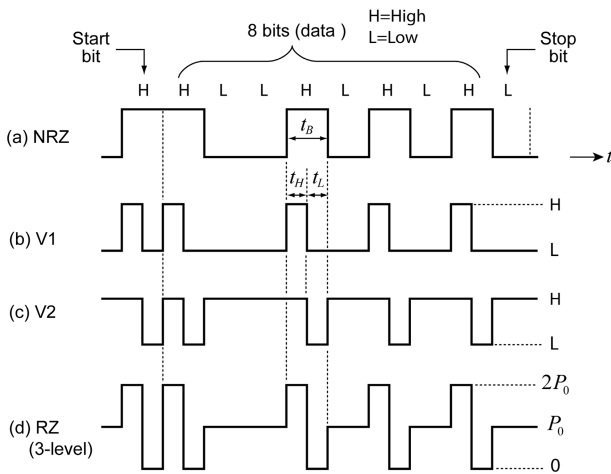 Start
bit
8 bits (data )
H=High
L=Low
Stop
bit
H H L L H L H L H L
(a) NRZ
t_B
t
t_H t_L
(b) V1
H
L
(c) V2
H
L
(d) RZ
(3-level)
2P_0
P_0
0